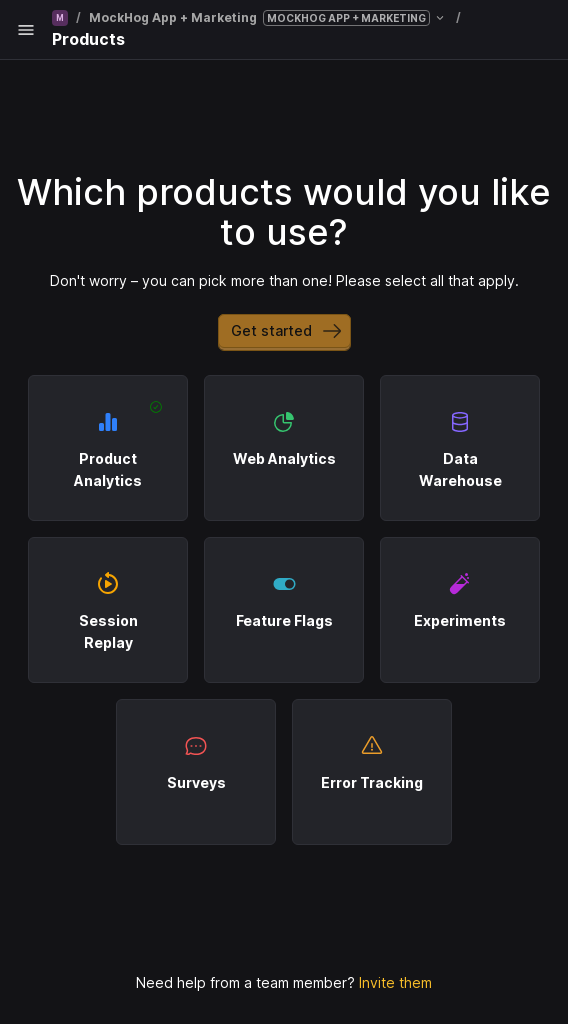 M / MockHog App + Marketing MOCKHOG APP + MARKETING /
Products
Which products would you like
to use?
Don't worry – you can pick more than one! Please select all that apply.
Get started
Product
Analytics
Web Analytics
Data
Warehouse
Session
Replay
Feature Flags
Experiments
Surveys
Error Tracking
Need help from a team member? Invite them